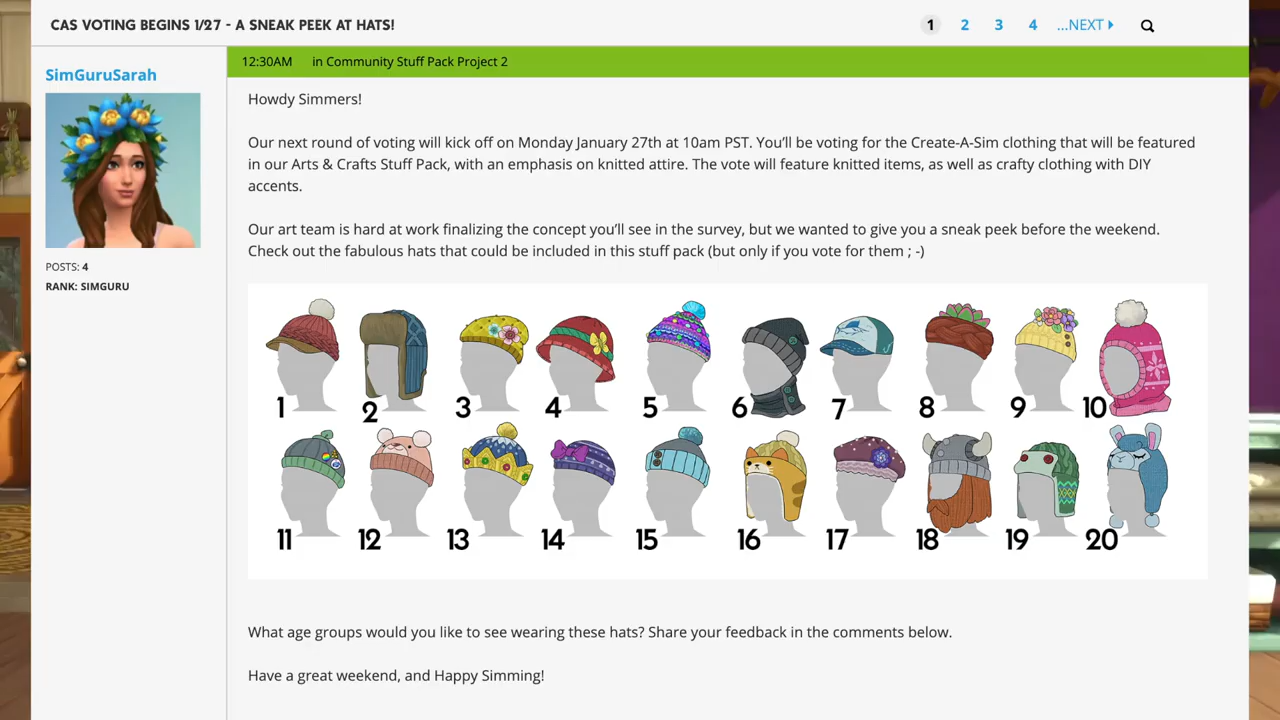 CAS VOTING BEGINS 1/27 - A SNEAK PEEK AT HATS!
1 2 3 4 ...NEXT
SimGuruSarah
12:30AM in Community Stuff Pack Project 2
POSTS: 4
RANK: SIMGURU
Howdy Simmers!
Our next round of voting will kick off on Monday January 27th at 10am PST. You'll be voting for the Create-A-Sim clothing that will be featured
in our Arts & Crafts Stuff Pack, with an emphasis on knitted attire. The vote will feature knitted items, as well as crafty clothing with DIY
accents.
Our art team is hard at work finalizing the concept you'll see in the survey, but we wanted to give you a sneak peek before the weekend.
Check out the fabulous hats that could be included in this stuff pack (but only if you vote for them ; -)
1 2 3 4 5 6 7 8 9 10
11 12 13 14 15 16 17 18 19 20
What age groups would you like to see wearing these hats? Share your feedback in the comments below.
Have a great weekend, and Happy Simming!